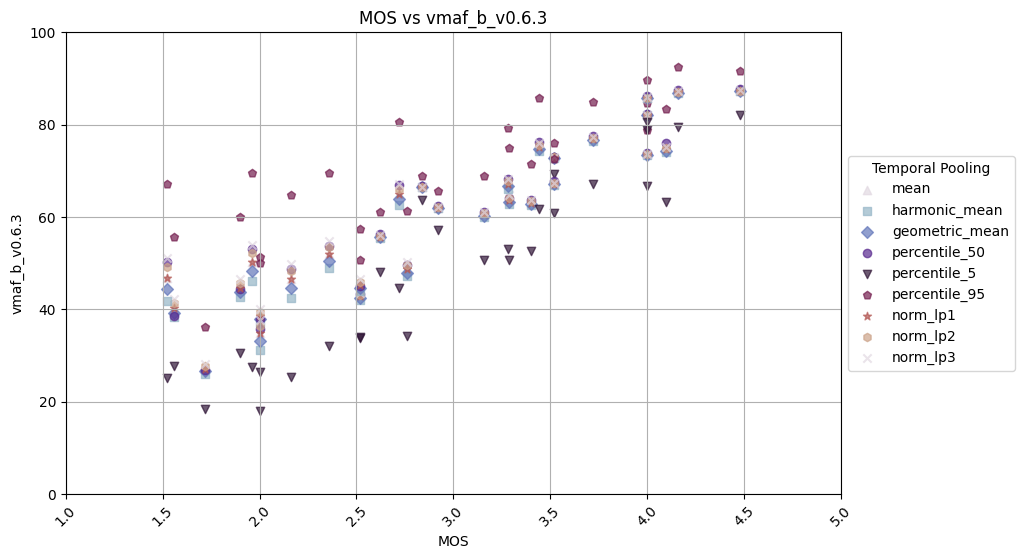 MOS vs vmaf_b_v0.6.3
vmaf_b_v0.6.3
100
80
60
40
20
0
1.0
1.5
2.0
2.5
3.0
3.5
4.0
4.5
5.0
MOS
Temporal Pooling
mean
harmonic_mean
geometric_mean
percentile_50
percentile_5
percentile_95
norm_lp1
norm_lp2
norm_lp3